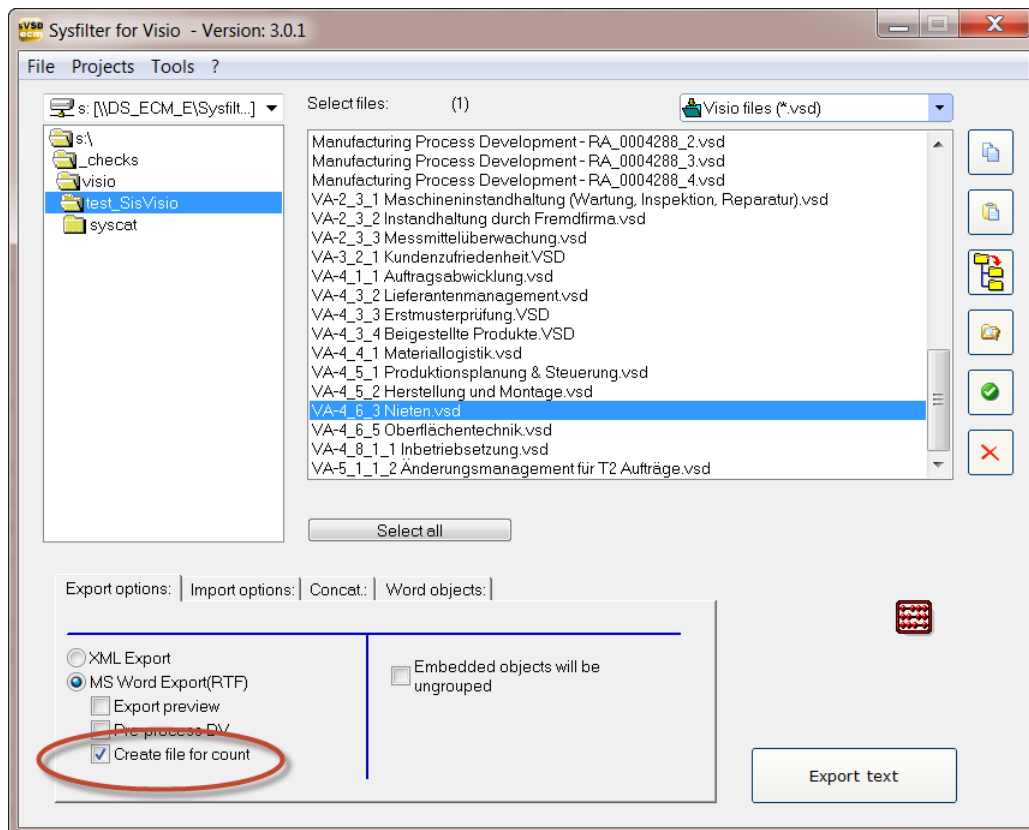 Sysfilter for Visio - Version: 3.0.1
File Projects Tools ?
s: [\\DS_ECM_E\Sysfilt...]
Select files: (1)
Visio files (*.vsd)
s:\
_checks
visio
test_SisVisio
syscat
Manufacturing Process Development - RA_0004288_2.vsd
Manufacturing Process Development - RA_0004288_3.vsd
Manufacturing Process Development - RA_0004288_4.vsd
VA-2_3_1 Maschineninstandhaltung (Wartung, Inspektion, Reparatur).vsd
VA-2_3_2 Instandhaltung durch Fremdfirma.vsd
VA-2_3_3 Messmittelüberwachung.vsd
VA-3_2_1 Kundenzufriedenheit.VSD
VA-4_1_1 Auftragsabwicklung.vsd
VA-4_3_2 Lieferantenmanagement.vsd
VA-4_3_3 Erstmusterprüfung.VSD
VA-4_3_4 Beigestellte Produkte.VSD
VA-4_4_1 Materiallogistik.vsd
VA-4_5_1 Produktionsplanung & Steuerung.vsd
VA-4_5_2 Herstellung und Montage.vsd
VA-4_6_3 Nieten.vsd
VA-4_6_5 Oberflächentechnik.vsd
VA-4_8_1_1 Inbetriebsetzung.vsd
VA-5_1_1_2 Änderungsmanagement für T2 Aufträge.vsd
Select all
Export options: Import options: Concat.: Word objects:
XML Export
MS Word Export(RTF)
Export preview
Pre-process DV
Create file for count
Embedded objects will be
ungrouped
Export text